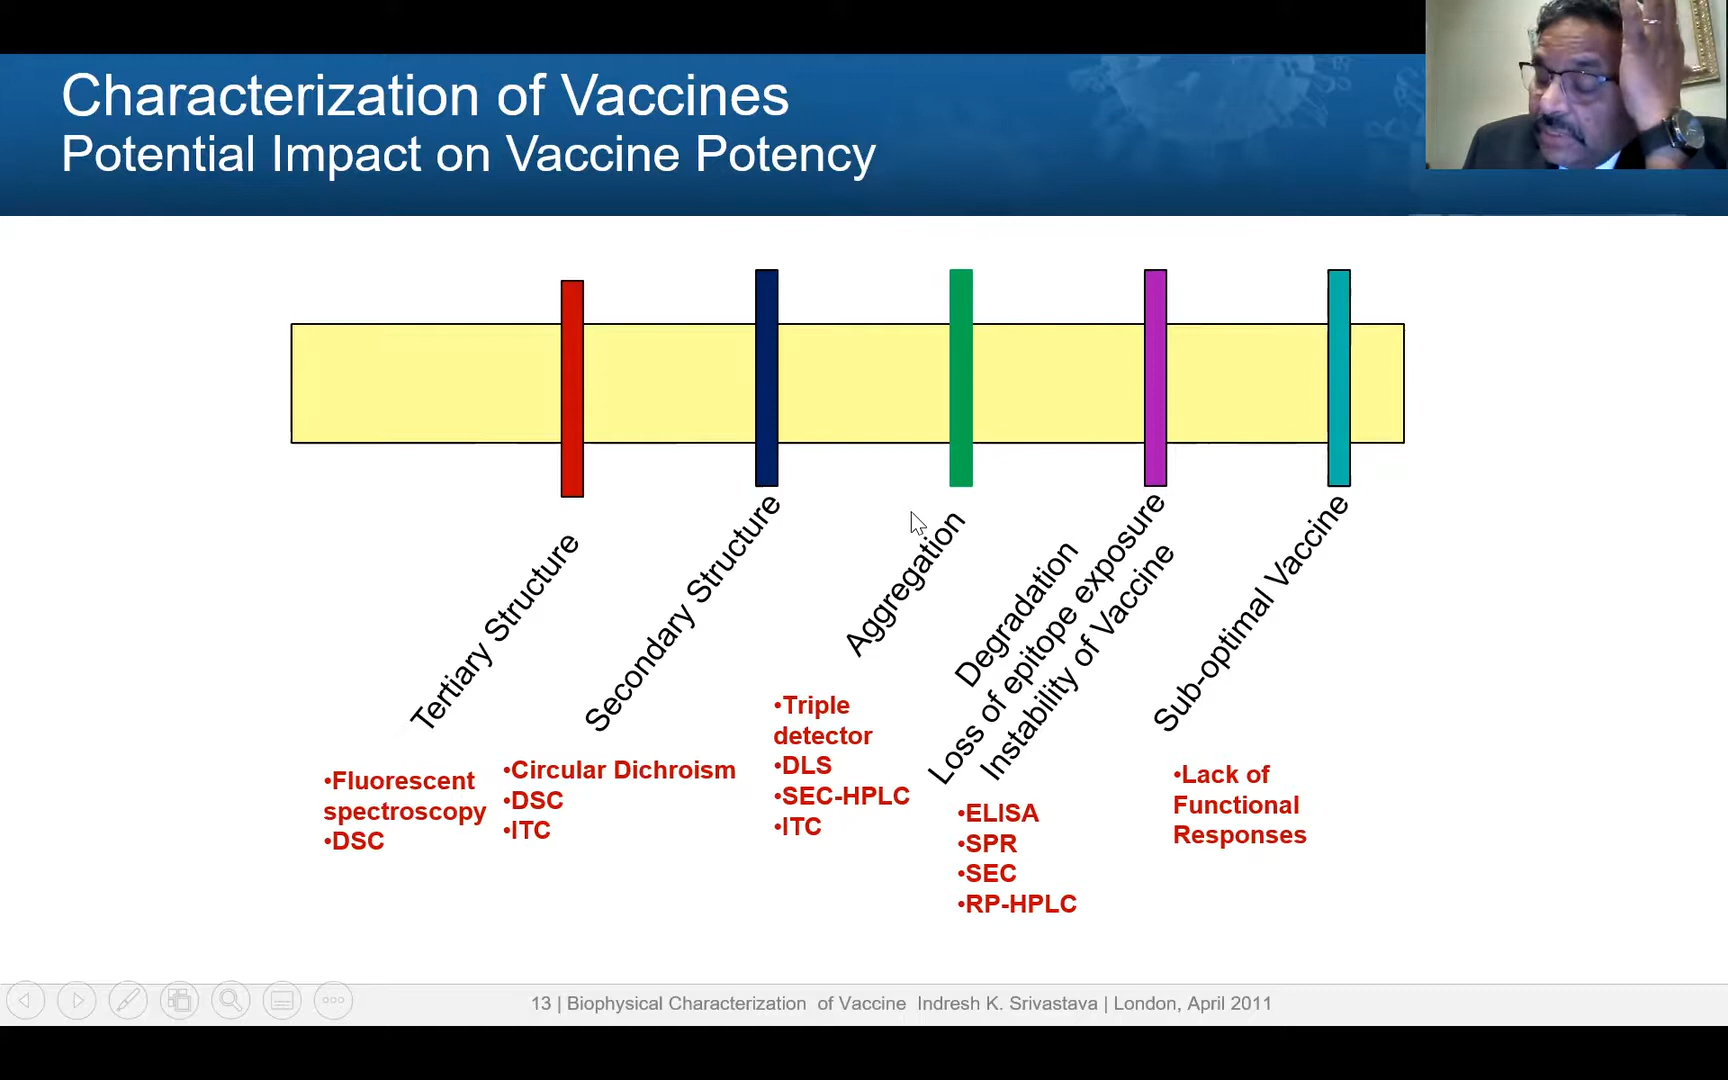 Characterization of Vaccines
Potential Impact on Vaccine Potency
Tertiary Structure
•Fluorescent
spectroscopy
•DSC
Secondary Structure
•Circular Dichroism
•DSC
•ITC
Aggregation
•Triple
detector
•DLS
•SEC-HPLC
•ITC
Degradation
Loss of epitope exposure
Instability of Vaccine
•ELISA
•SPR
•SEC
•RP-HPLC
Sub-optimal Vaccine
•Lack of
Functional
Responses
13 | Biophysical Characterization of Vaccine Indresh K. Srivastava | London, April 2011